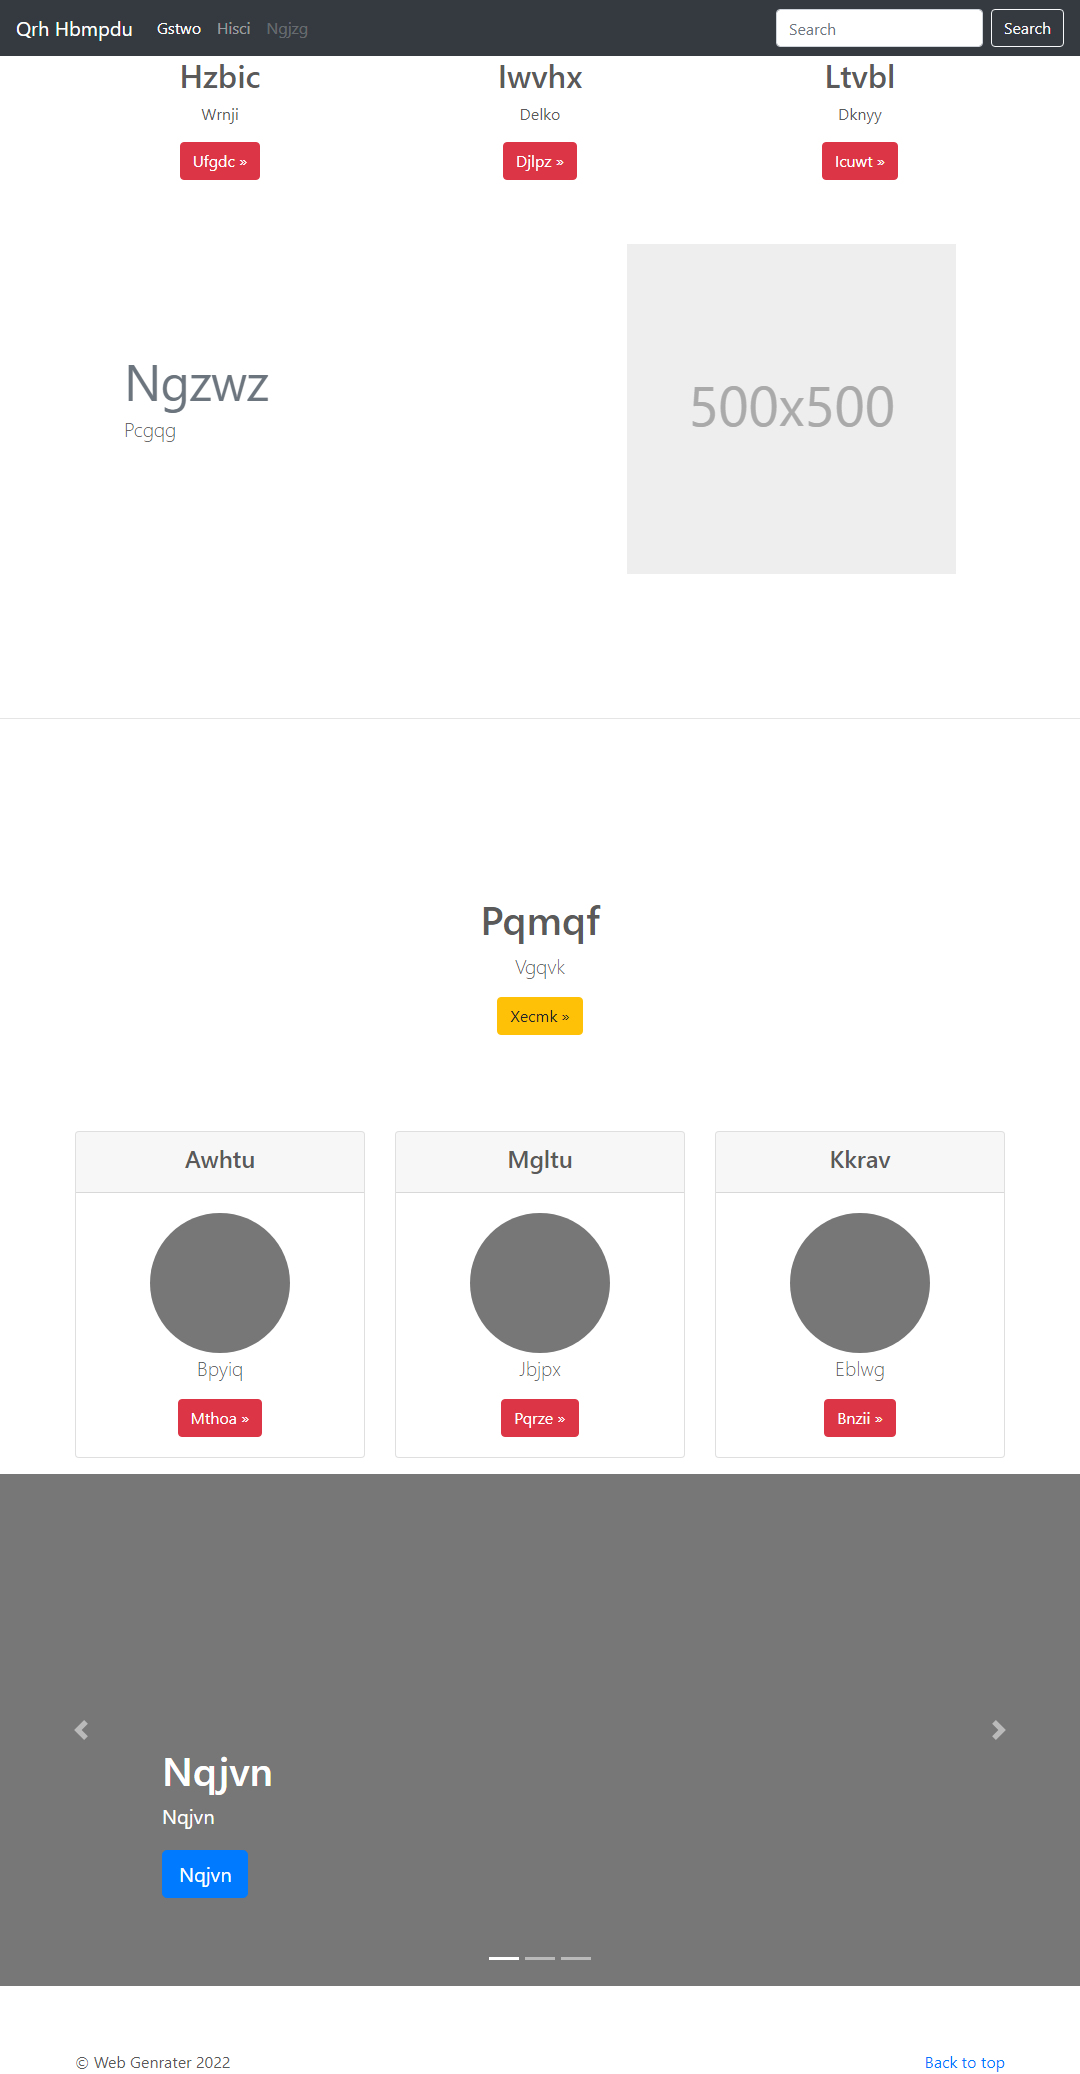 Qrh Hbmpdu Gstwo Hisci Ngjzg Search Search
Hzbic Iwvhx Ltvbl
Wrnji Delko Dknyy
Ufgdc » Djlpz » Icuwt »
500x500
Ngzwz
Pcgqg
Pqmqf
Vgqvk
Xecmk »
Awhtu Mgltu Kkrav
Bpyiq Jbjpx Eblwg
Mthoa » Pqrze » Bnzii »
Nqjvn
Nqjvn
Nqjvn
© Web Genrater 2022 Back to top